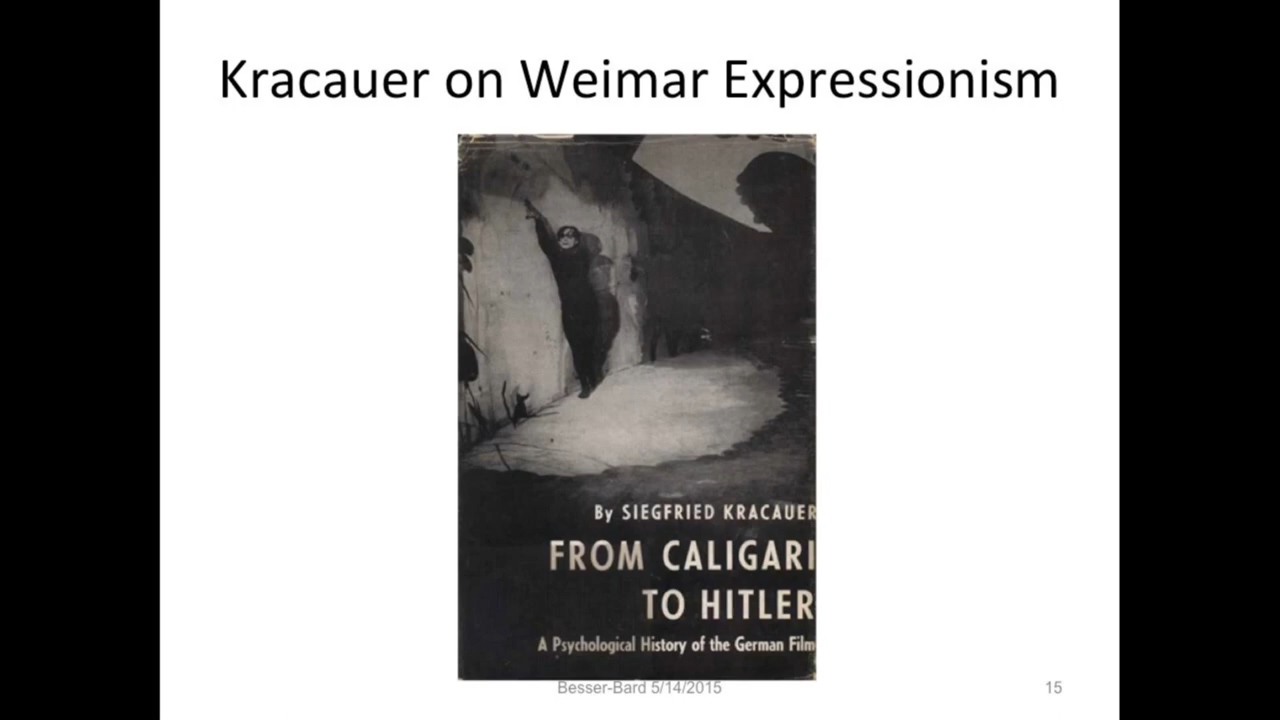 Kracauer on Weimar Expressionism
By SIEGFRIED KRACAUER
FROM CALIGARI
TO HITLER
A Psychological History of the German Film
Besser-Bard 5/14/2015
15